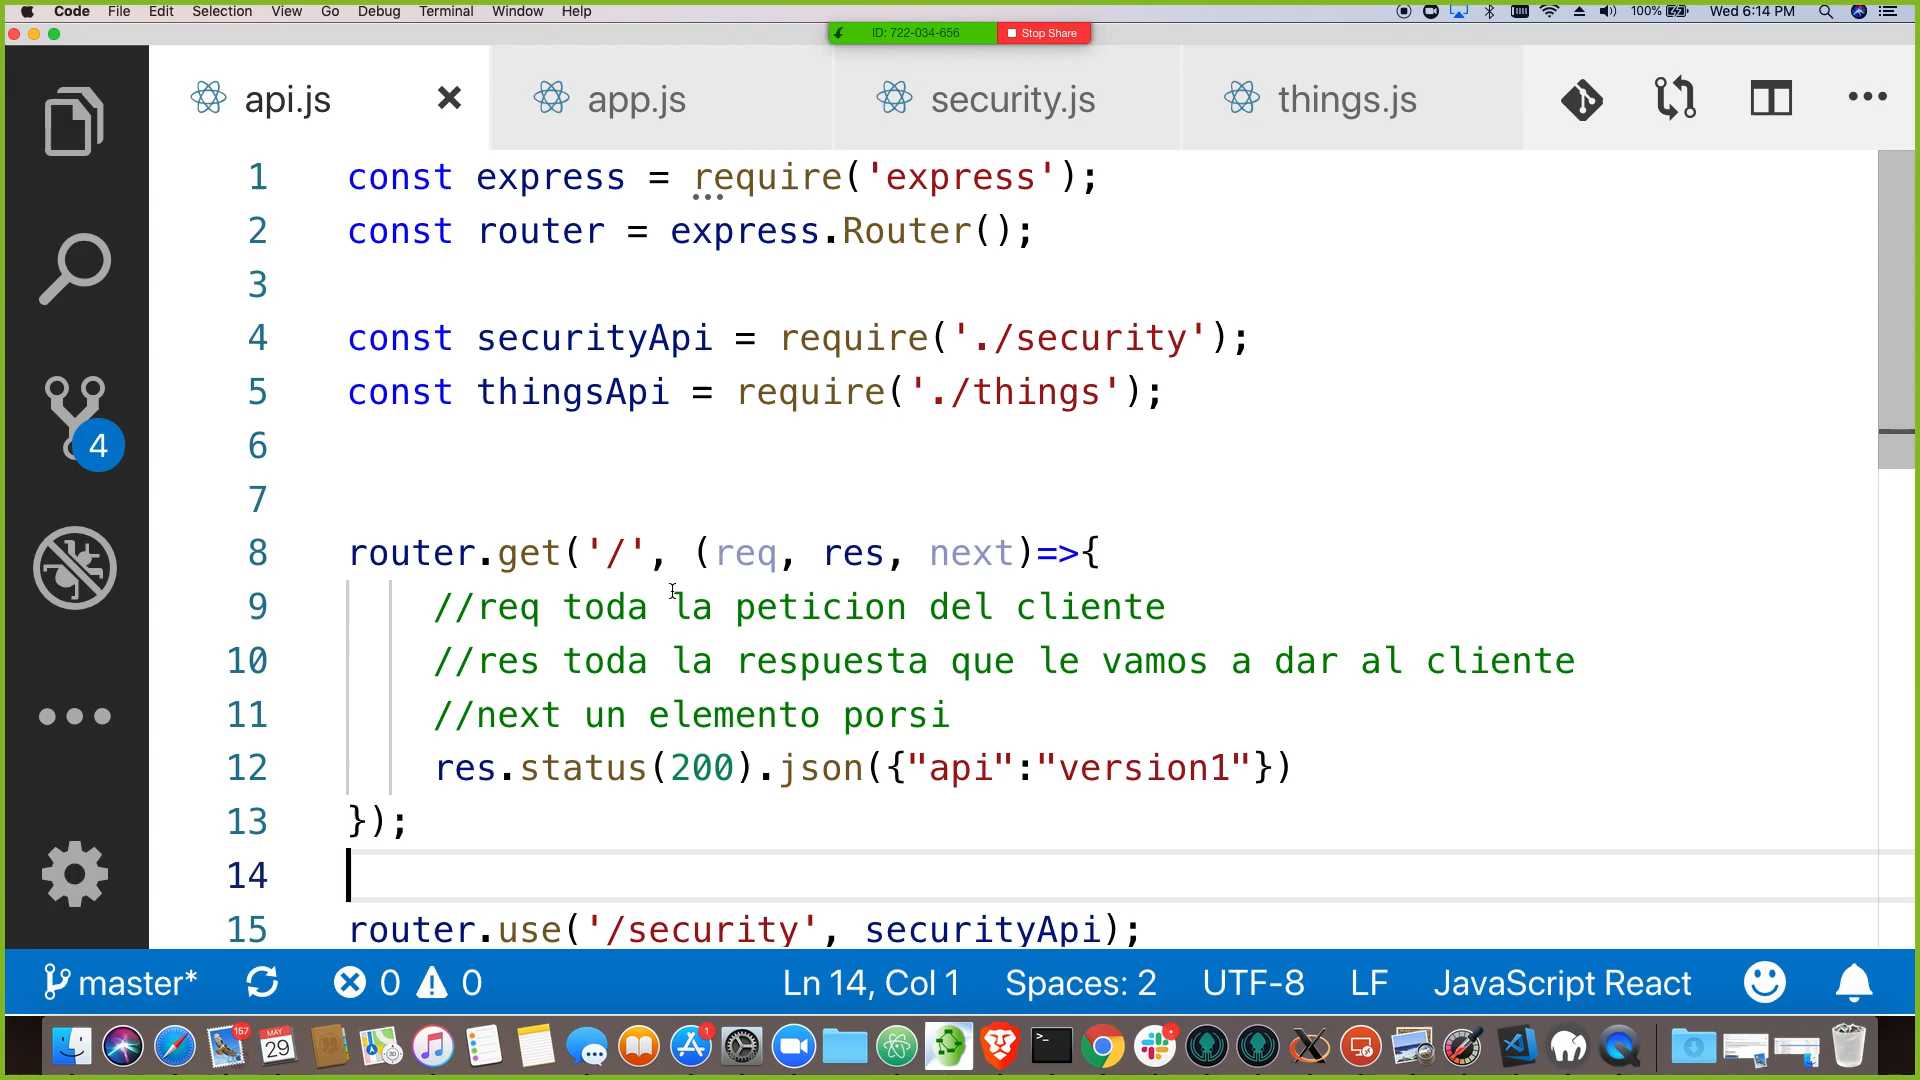 Code File Edit Selection View Go Debug Terminal Window Help 100% Wed 6:14 PM
ID: 722-034-656 Stop Share
api.js app.js security.js things.js
1 const express = require('express');
2 const router = express.Router();
3
4 const securityApi = require('./security');
5 const thingsApi = require('./things');
6
7
8 router.get('/', (req, res, next)=>{
9 //req toda la peticion del cliente
10 //res toda la respuesta que le vamos a dar al cliente
11 //next un elemento porsi
12 res.status(200).json({"api":"version1"})
13 });
14
15 router.use('/security', securityApi);
4
master* 0 0 Ln 14, Col 1 Spaces: 2 UTF-8 LF JavaScript React
157 MAY 29 1